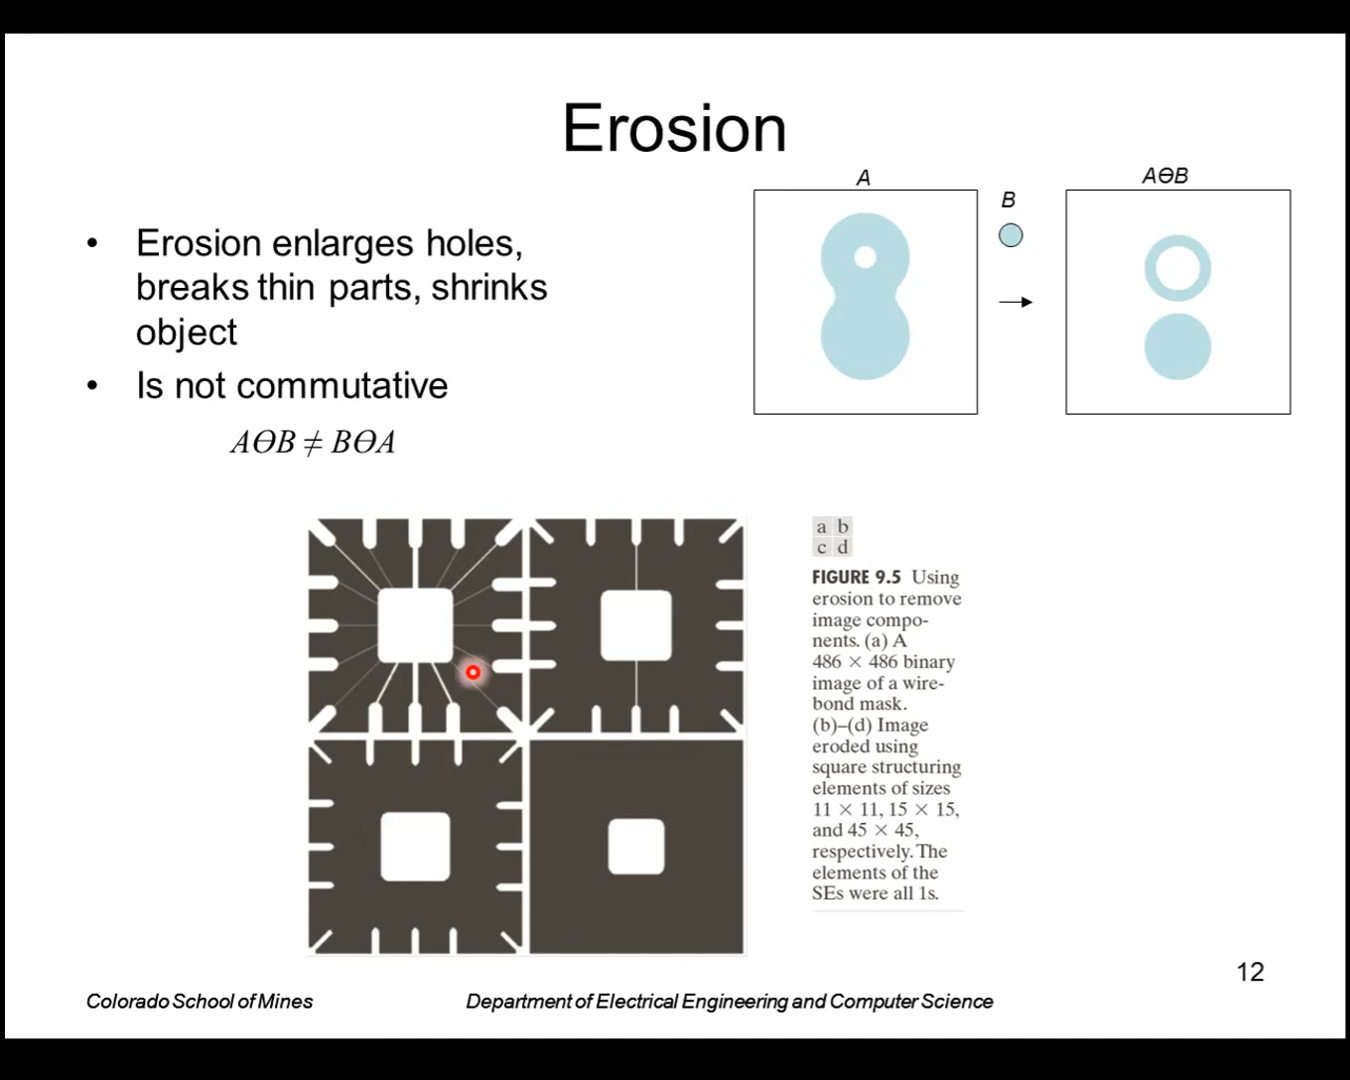 Erosion
• Erosion enlarges holes,
breaks thin parts, shrinks
object
• Is not commutative
AΘB ≠ BΘA
A
B
AΘB
a b
c d
FIGURE 9.5 Using
erosion to remove
image compo-
nents. (a) A
486 × 486 binary
image of a wire-
bond mask.
(b)–(d) Image
eroded using
square structuring
elements of sizes
11 × 11, 15 × 15,
and 45 × 45,
respectively. The
elements of the
SEs were all 1s.
12
Colorado School of Mines
Department of Electrical Engineering and Computer Science